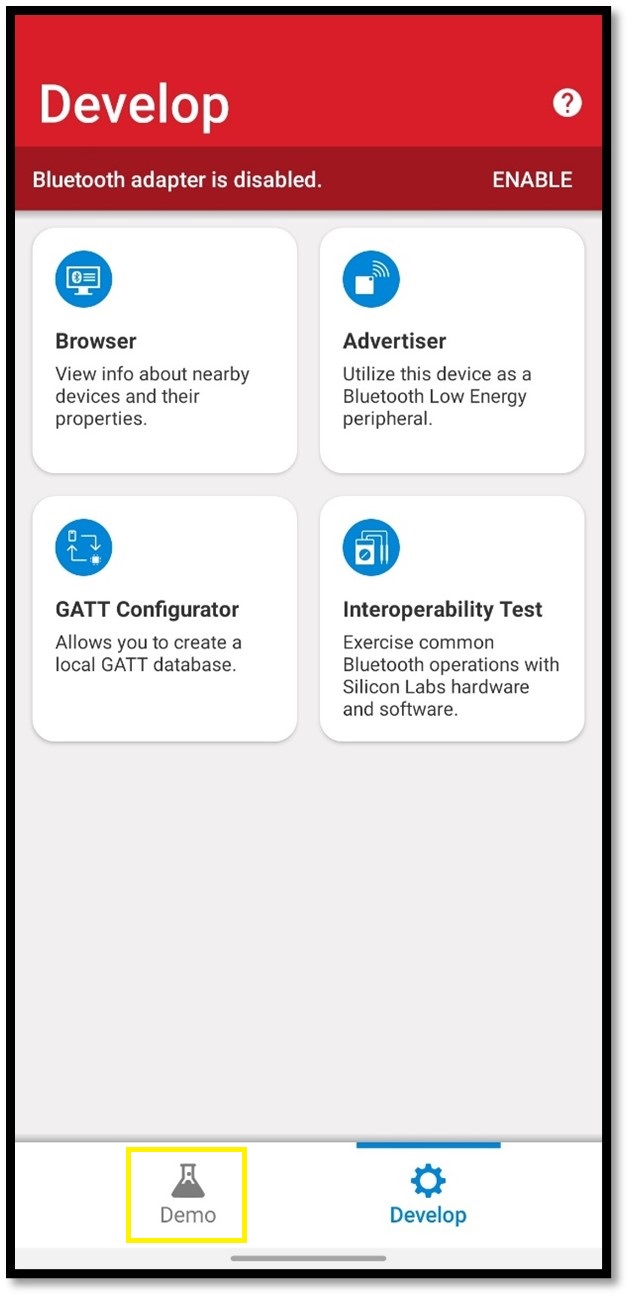 Develop
?
Bluetooth adapter is disabled. ENABLE
Browser
View info about nearby
devices and their
properties.
Advertiser
Utilize this device as a
Bluetooth Low Energy
peripheral.
GATT Configurator
Allows you to create a
local GATT database.
Interoperability Test
Exercise common
Bluetooth operations with
Silicon Labs hardware
and software.
Demo
Develop